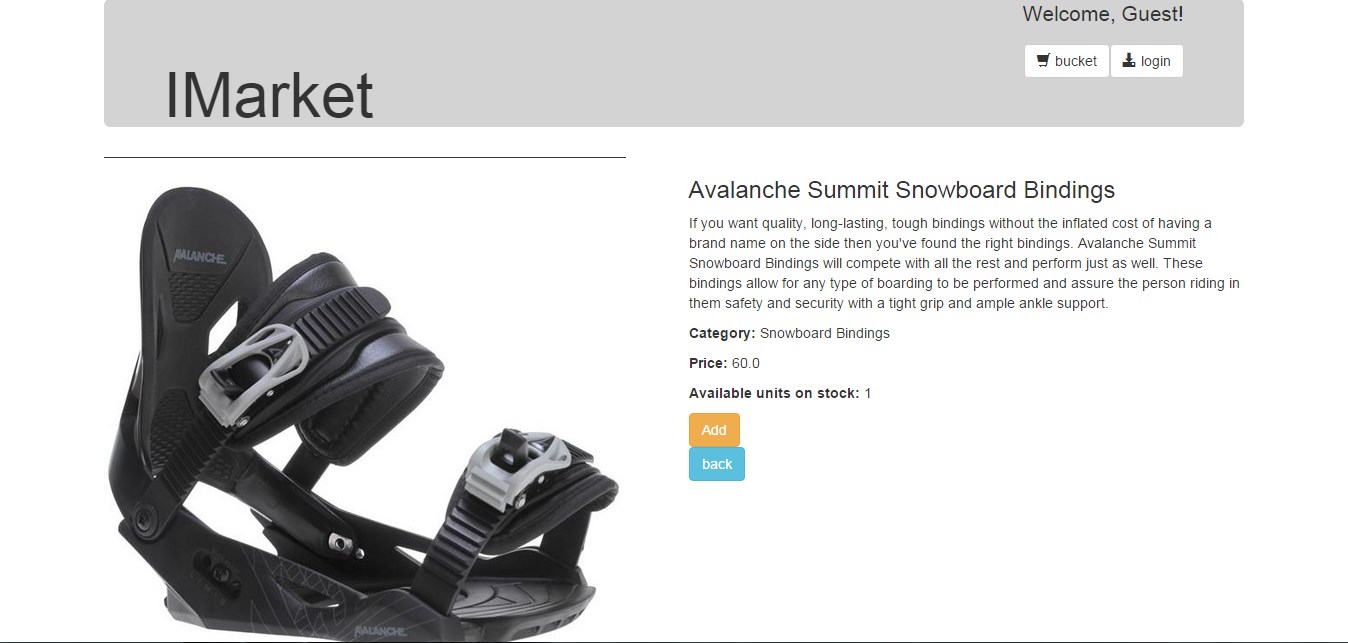 Welcome, Guest!
bucket
login
IMarket
AVALANCHE
Avalanche Summit Snowboard Bindings
If you want quality, long-lasting, tough bindings without the inflated cost of having a
brand name on the side then you've found the right bindings. Avalanche Summit
Snowboard Bindings will compete with all the rest and perform just as well. These
bindings allow for any type of boarding to be performed and assure the person riding in
them safety and security with a tight grip and ample ankle support.
Category: Snowboard Bindings
Price: 60.0
Available units on stock: 1
Add
back
AVALANCHE